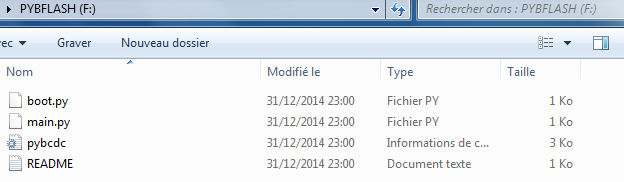 PYBFLASH (F:)
Rechercher dans : PYBFLASH (F:)
vec Graver Nouveau dossier
Nom Modifié le Type Taille
boot.py 31/12/2014 23:00 Fichier PY 1 Ko
main.py 31/12/2014 23:00 Fichier PY 1 Ko
pybcdc 31/12/2014 23:00 Informations de c... 3 Ko
README 31/12/2014 23:00 Document texte 1 Ko